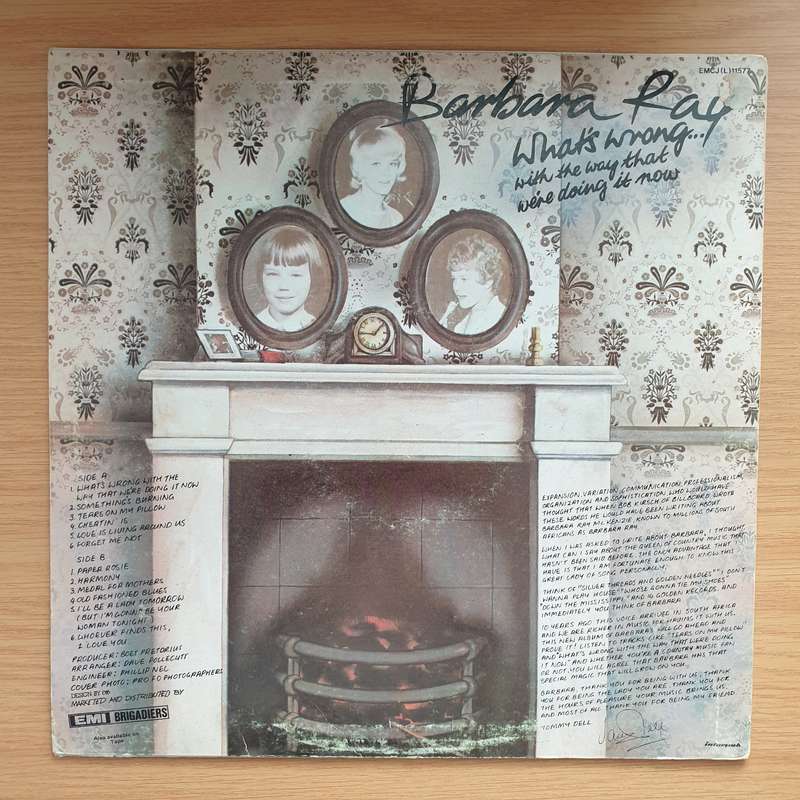 EMCJ(L)11577
Barbara Ray
What's wrong...
with the way that
we're doing it now
SIDE A
1. WHAT'S WRONG WITH THE
WAY THAT WE'RE DOING IT NOW
2. SOMETHING'S BURNING
3. TEARS ON MY PILLOW
4. CHEATIN' IS
5. LOVE IS LIVING AROUND US
6. FORGET ME NOT
SIDE B
1. PAPER ROSIE
2. HARMONY
3. MEDAL FOR MOTHERS
4. OLD FASHIONED BLUES
5. I'LL BE A LADY TOMORROW
(BUT I'M GONNA BE YOUR
WOMAN TONIGHT)
6. WHOEVER FINDS THIS,
I LOVE YOU
PRODUCER: BOET PRETORIUS
ARRANGER: DAVE POLLECUTT
ENGINEER: PHILLIP NEL
COVER PHOTO: PRO FO PHOTOGRAPHERS
DESIGN BY
MARKETED AND DISTRIBUTED BY
EMI BRIGADIERS
Also available on
Tape
EXPANSION, VARIATION, COMMUNICATION, PROFESSIONALISM,
ORGANIZATION AND SOPHISTICATION. WHO WOULD HAVE
THOUGHT THAT WHEN BOB KIRSCH OF BILLBOARD, WROTE
THESE WORDS HE WOULD HAVE BEEN WRITING ABOUT
BARBARA RAY MC.KENZIE, KNOWN TO MILLIONS OF SOUTH
AFRICANS AS BARBARA RAY.
WHEN I WAS ASKED TO WRITE ABOUT BARBARA, I THOUGHT,
WHAT CAN I SAY ABOUT THE QUEEN OF COUNTRY MUSIC THAT
HASN'T BEEN SAID BEFORE. THE ONLY ADVANTAGE THAT I
HAVE IS THAT I AM FORTUNATE ENOUGH TO KNOW THIS
GREAT LADY OF SONG PERSONALLY.
THINK OF "SILVER THREADS AND GOLDEN NEEDLES" "I DON'T
WANNA PLAY HOUSE" "WHOSE GONNA TIE MY SHOES"
"DOWN THE MISSISSIPPI," AND 4 GOLDEN RECORDS, AND
IMMEDIATELY YOU THINK OF BARBARA.
10 YEARS AGO THIS VOICE ARRIVED IN SOUTH AFRICA
AND WE ARE RICHER IN MUSIC FOR HAVING IT WITH US.
THIS NEW ALBUM OF BARBARA'S WILL GO AHEAD AND
PROVE IT! LISTEN TO TRACKS LIKE "TEARS ON MY PILLOW"
AND "WHAT'S WRONG WITH THE WAY THAT WE'RE DOING
IT NOW" AND WHETHER YOU'RE A COUNTRY MUSIC FAN
OR NOT, YOU WILL AGREE THAT BARBARA HAS THAT
SPECIAL MAGIC THAT WILL GROW ON YOU.
BARBARA, THANK YOU FOR BEING WITH US, THANK
YOU FOR BEING THE LADY YOU ARE, THANK YOU FOR
THE HOURS OF PLEASURE YOUR MUSIC BRINGS US,
AND MOST OF ALL THANK YOU FOR BEING MY FRIEND.
TOMMY DELL